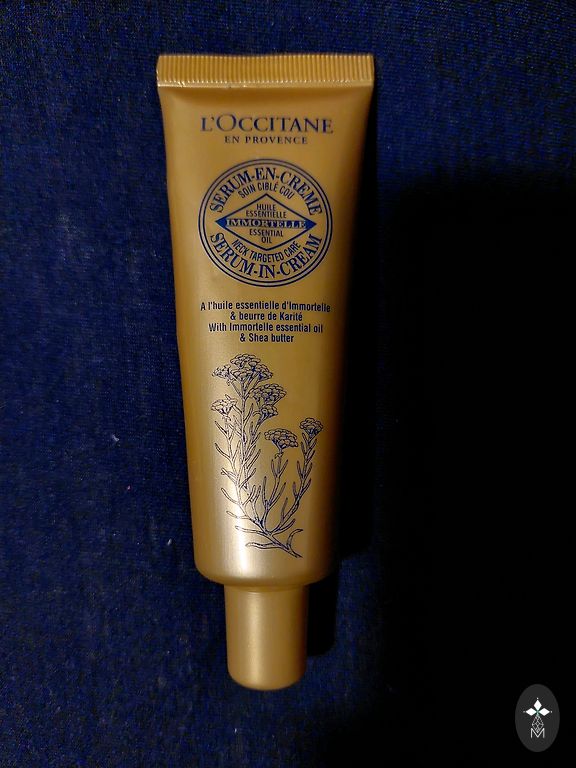 L'OCCITANE
EN PROVENCE
SERUM-EN-CREME
SOIN CIBLÉ COU
HUILE
ESSENTIELLE
IMMORTELLE
ESSENTIAL
OIL
NECK TARGETED CARE
SERUM-IN-CREAM
A l'huile essentielle d'Immortelle
& beurre de Karité
With Immortelle essential oil
& Shea butter
M